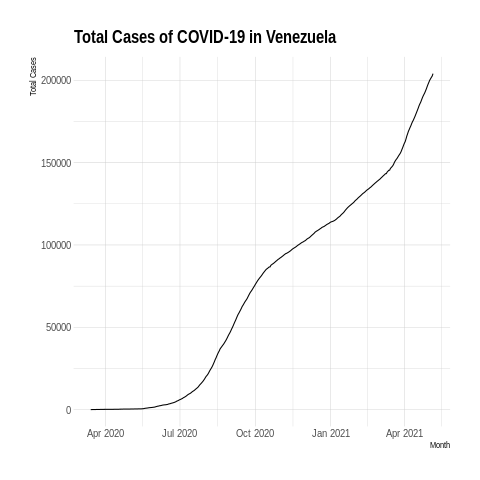 Total Cases of COVID-19 in Venezuela
Total Cases
200000
150000
100000
50000
0
Apr 2020 Jul 2020 Oct 2020 Jan 2021 Apr 2021
Month